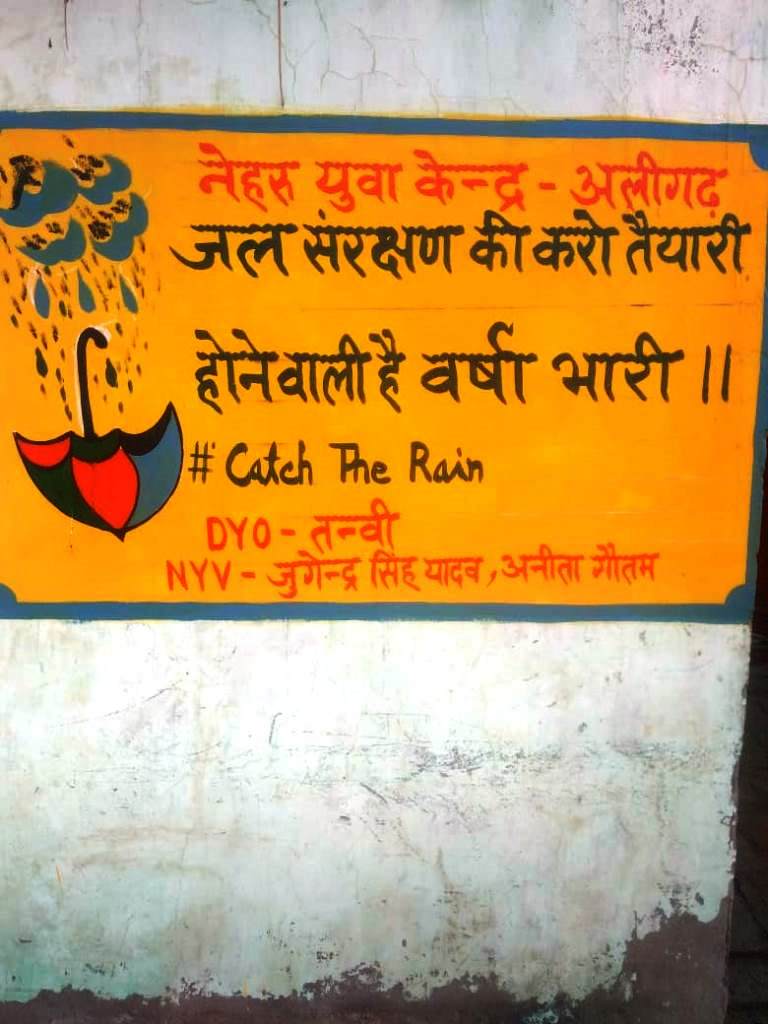 नेहरु युवा केन्द्र - अलीगढ़
जल संरक्षण की करो तैयारी
होने वाली है वर्षा भारी ||
# Catch The Rain
DYO - तन्वी
NYV - जुगेन्द्र सिंह यादव, अनीता गौतम